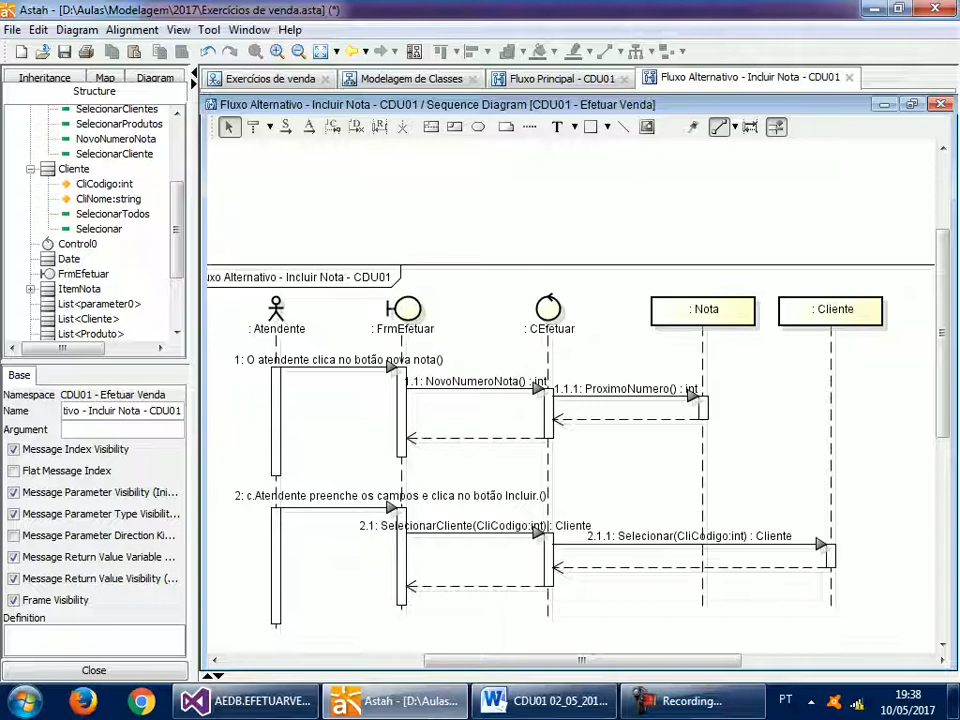 Astah - [D:\Aulas\Modelagem\2017\Exercícios de venda.asta] (*)
File Edit Diagram Alignment View Tool Window Help
Inheritance Map Diagram
Structure
SelecionarClientes
SelecionarProdutos
NovoNumeroNota
SelecionarCliente
Cliente
CliCodigo:int
CliNome:string
SelecionarTodos
Selecionar
Control0
Date
FrmEfetuar
ItemNota
List<parameter0>
List<Cliente>
List<Produto>
Base
Namespace CDU01 - Efetuar Venda
Name tivo - Incluir Nota - CDU01
Argument
Message Index Visibility
Flat Message Index
Message Parameter Visibility (Ini...
Message Parameter Type Visibilit...
Message Parameter Direction Ki...
Message Return Value Variable ...
Message Return Value Visibility (...
Frame Visibility
Definition
Close
Exercícios de venda Modelagem de Classes Fluxo Principal - CDU01 Fluxo Alternativo - Incluir Nota - CDU01
Fluxo Alternativo - Incluir Nota - CDU01 / Sequence Diagram [CDU01 - Efetuar Venda]
S A T
uxo Alternativo - Incluir Nota - CDU01
: Atendente : FrmEfetuar : CEfetuar : Nota : Cliente
1: O atendente clica no botão nova nota()
1.1: NovoNumeroNota() : int
1.1.1: ProximoNumero() : int
2: c.Atendente preenche os campos e clica no botão Incluir.()
2.1: SelecionarCliente(CliCodigo:int) : Cliente
2.1.1: Selecionar(CliCodigo:int) : Cliente
AEDB.EFETUARVE... Astah - [D:\Aulas... CDU01 02_05_201... Recording... PT 19:38
10/05/2017